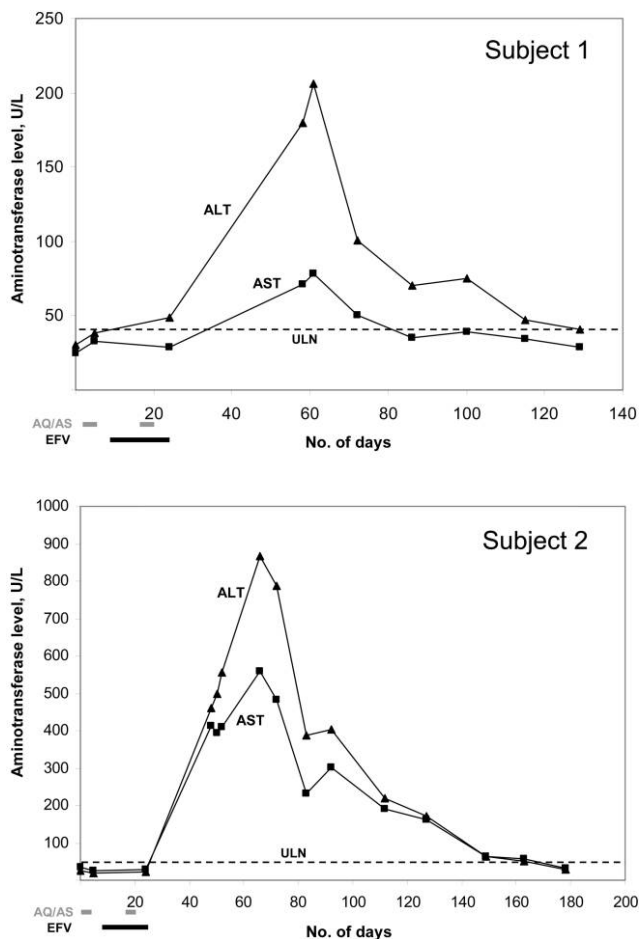 250
Subject 1
200
Aminotransferase level, U/L
150
ALT
100
AST
50
ULN
20 40 60 80 100 120 140
AQ/AS
EFV
No. of days
1000
Subject 2
900
800
ALT
700
Aminotransferase level, U/L
600
500
AST
400
300
200
100
ULN
20 40 60 80 100 120 140 160 180 200
AQ/AS
EFV
No. of days